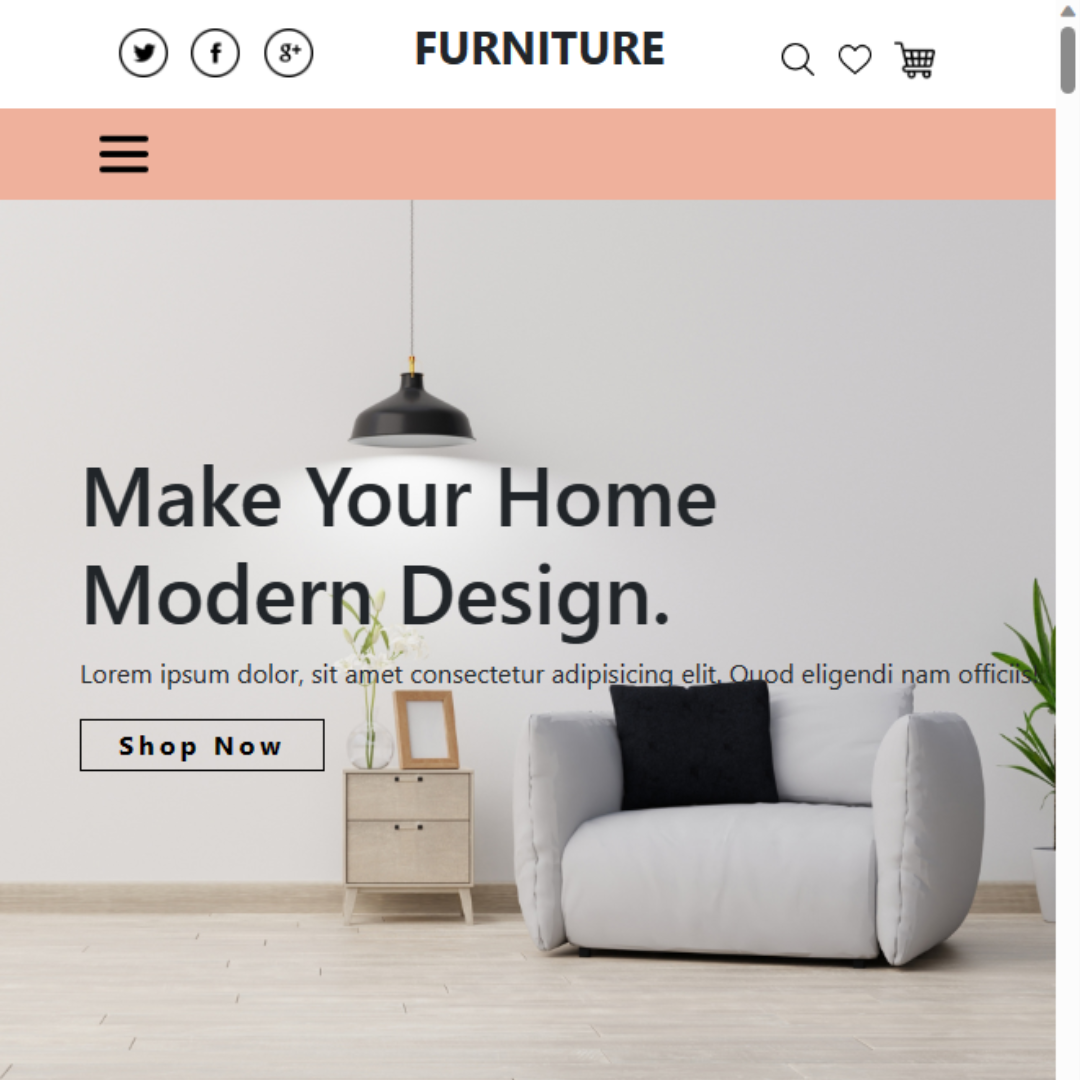 FURNITURE
Make Your Home
Modern Design.
Lorem ipsum dolor, sit amet consectetur adipisicing elit. Quod eligendi nam officiis!
Shop Now